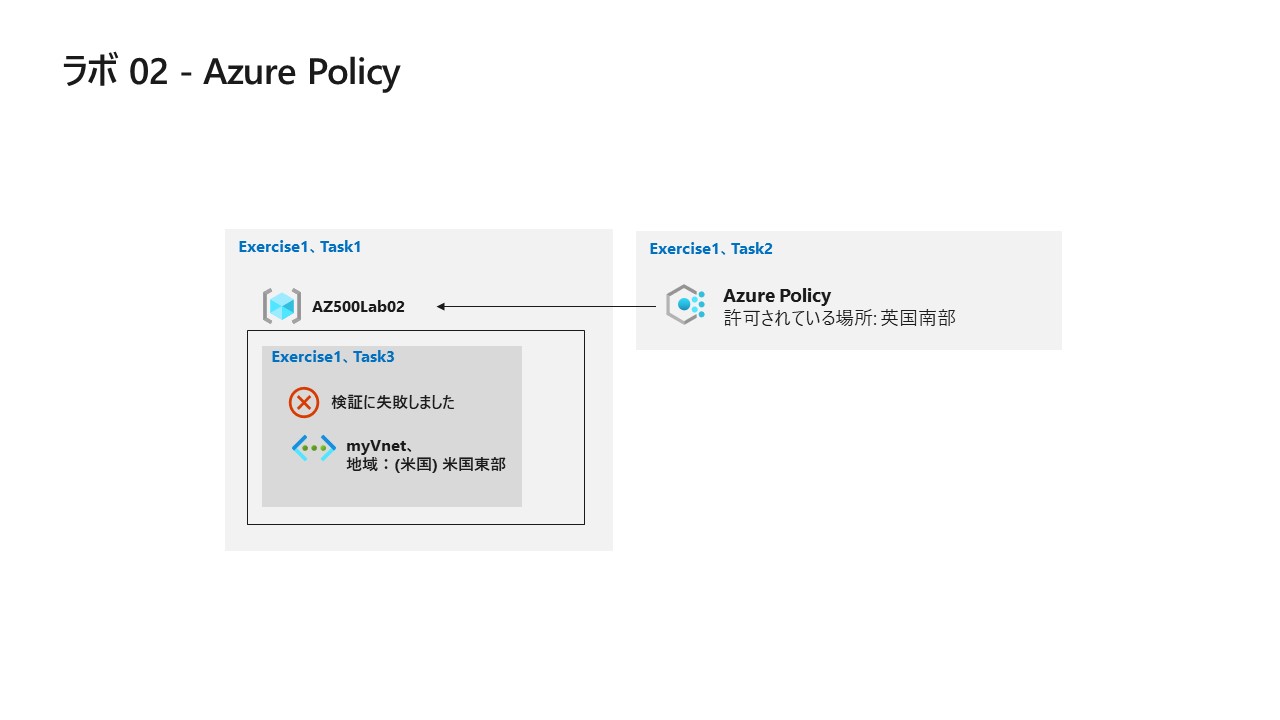 ラボ 02 - Azure Policy
Exercise1、Task1
AZ500Lab02
Exercise1、Task3
検証に失敗しました
myVnet、
地域：(米国) 米国東部
Exercise1、Task2
Azure Policy
許可されている場所: 英国南部